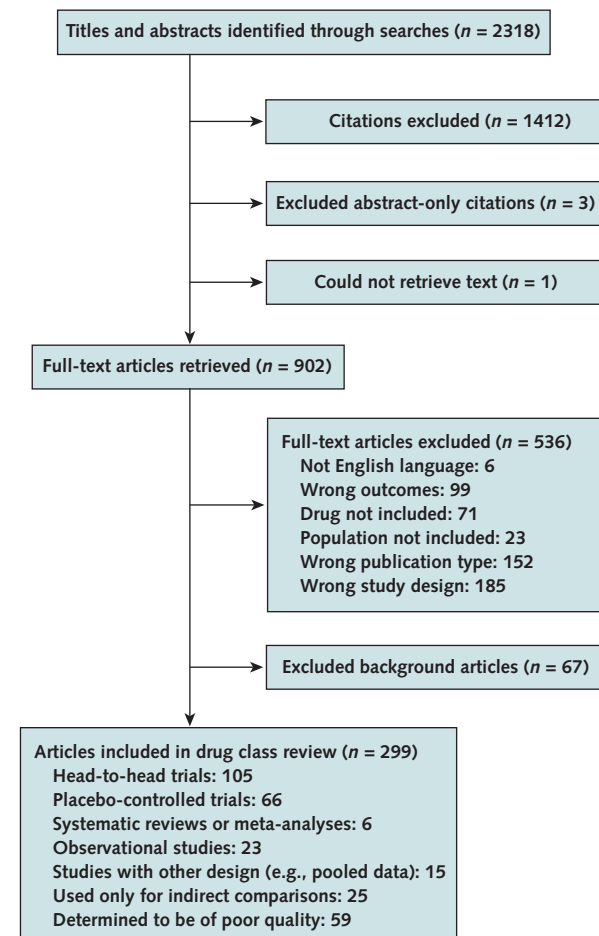 Titles and abstracts identified through searches (n = 2318)
Citations excluded (n = 1412)
Excluded abstract-only citations (n = 3)
Could not retrieve text (n = 1)
Full-text articles retrieved (n = 902)
Full-text articles excluded (n = 536)
Not English language: 6
Wrong outcomes: 99
Drug not included: 71
Population not included: 23
Wrong publication type: 152
Wrong study design: 185
Excluded background articles (n = 67)
Articles included in drug class review (n = 299)
Head-to-head trials: 105
Placebo-controlled trials: 66
Systematic reviews or meta-analyses: 6
Observational studies: 23
Studies with other design (e.g., pooled data): 15
Used only for indirect comparisons: 25
Determined to be of poor quality: 59